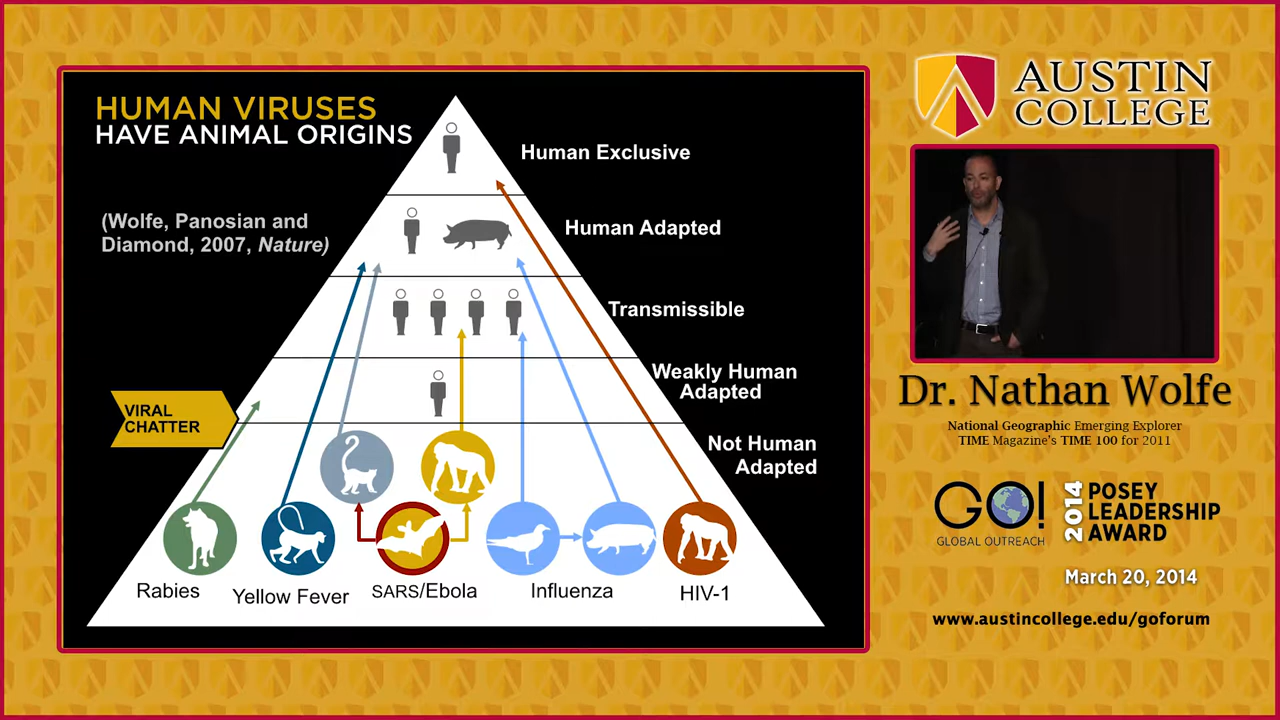 HUMAN VIRUSES
HAVE ANIMAL ORIGINS
(Wolfe, Panosian and
Diamond, 2007, Nature)
Human Exclusive
Human Adapted
Transmissible
Weakly Human
Adapted
Not Human
Adapted
VIRAL
CHATTER
Rabies
Yellow Fever
SARS/Ebola
Influenza
HIV-1
AUSTIN
COLLEGE
Dr. Nathan Wolfe
National Geographic Emerging Explorer
TIME Magazine's TIME 100 for 2011
GO!
GLOBAL OUTREACH
2014
POSEY
LEADERSHIP
AWARD
March 20, 2014
www.austincollege.edu/goforum